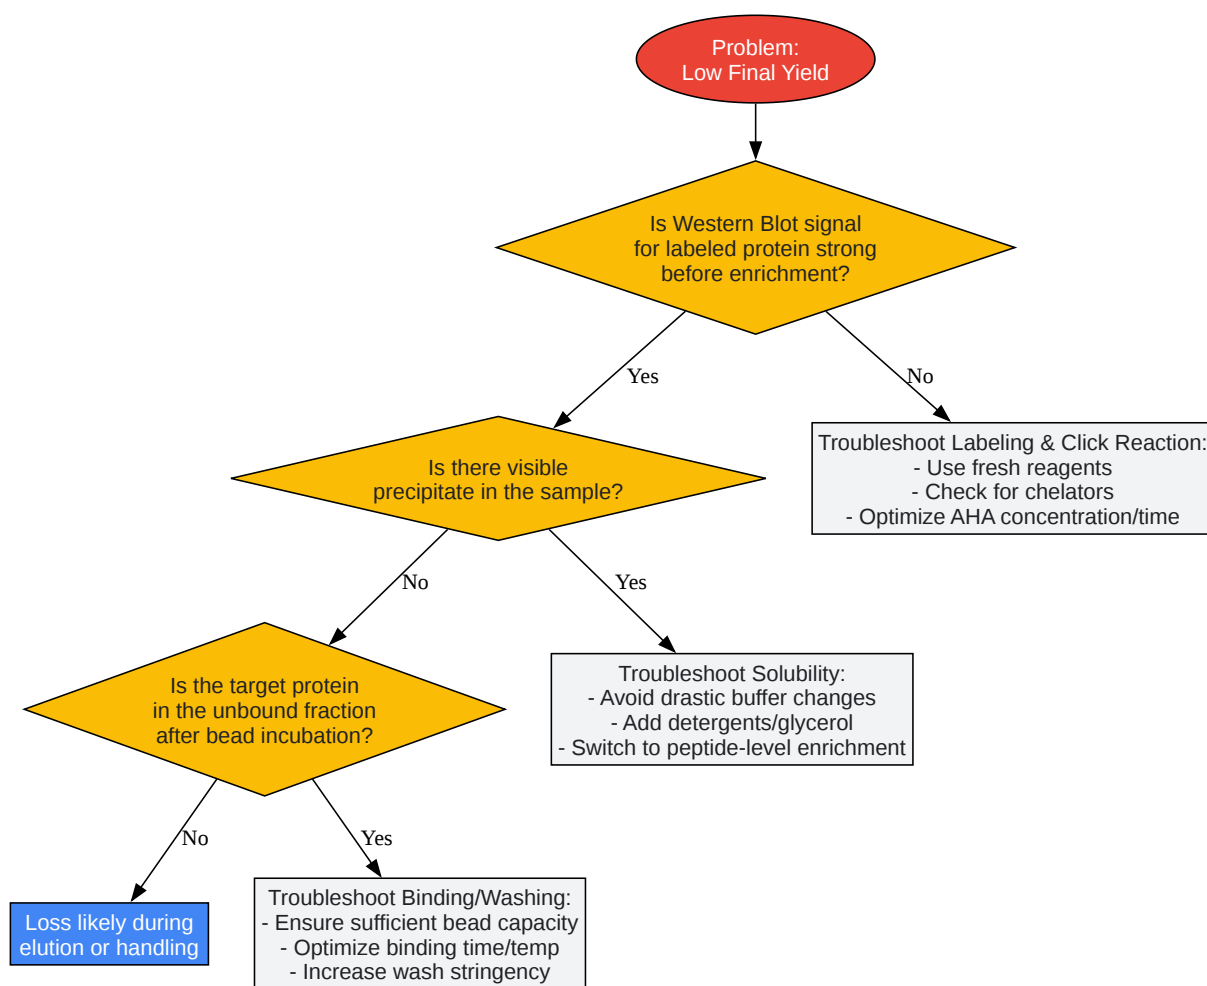 Problem:
Low Final Yield
Is Western Blot signal
for labeled protein strong
before enrichment?
Yes
No
Is there visible
precipitate in the sample?
Troubleshoot Labeling & Click Reaction:
- Use fresh reagents
- Check for chelators
- Optimize AHA concentration/time
No
Yes
Is the target protein
in the unbound fraction
after bead incubation?
Troubleshoot Solubility:
- Avoid drastic buffer changes
- Add detergents/glycerol
- Switch to peptide-level enrichment
No
Yes
Loss likely during
elution or handling
Troubleshoot Binding/Washing:
- Ensure sufficient bead capacity
- Optimize binding time/temp
- Increase wash stringency